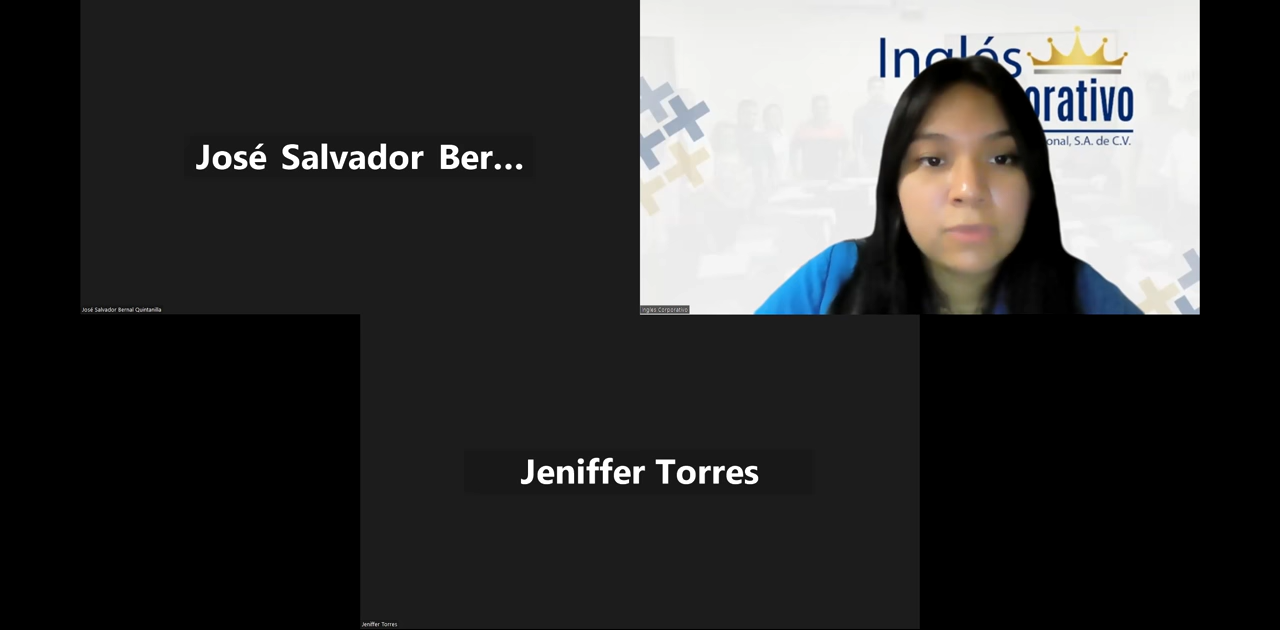 José Salvador Ber...
José Salvador Bernal Quintanilla
Inglés
orativo
onal, S.A. de C.V.
Inglés Corporativo
Jeniffer Torres
Jeniffer Torres